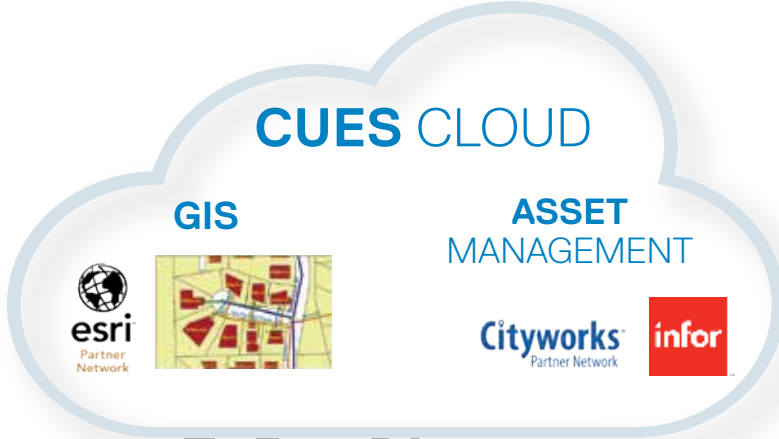 CUES CLOUD
GIS
ASSET
MANAGEMENT
esri
Partner
Network
Cityworks
Partner Network
infor